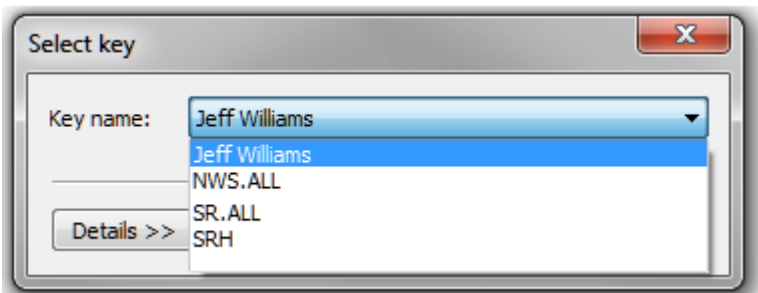 Select key
Key name: Jeff Williams
Jeff Williams
NWS.ALL
SR.ALL
SRH
Details >>